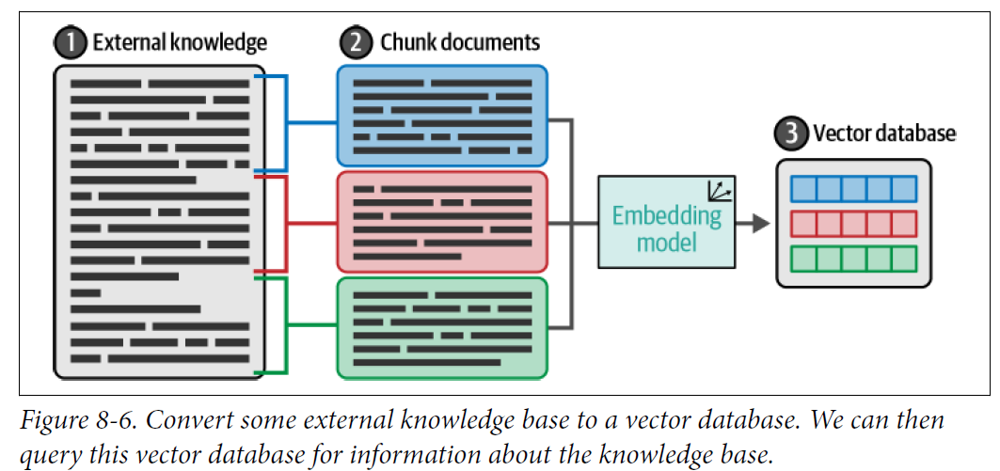 1 External knowledge
2 Chunk documents
3 Vector database
Embedding
model
Figure 8-6. Convert some external knowledge base to a vector database. We can then
query this vector database for information about the knowledge base.